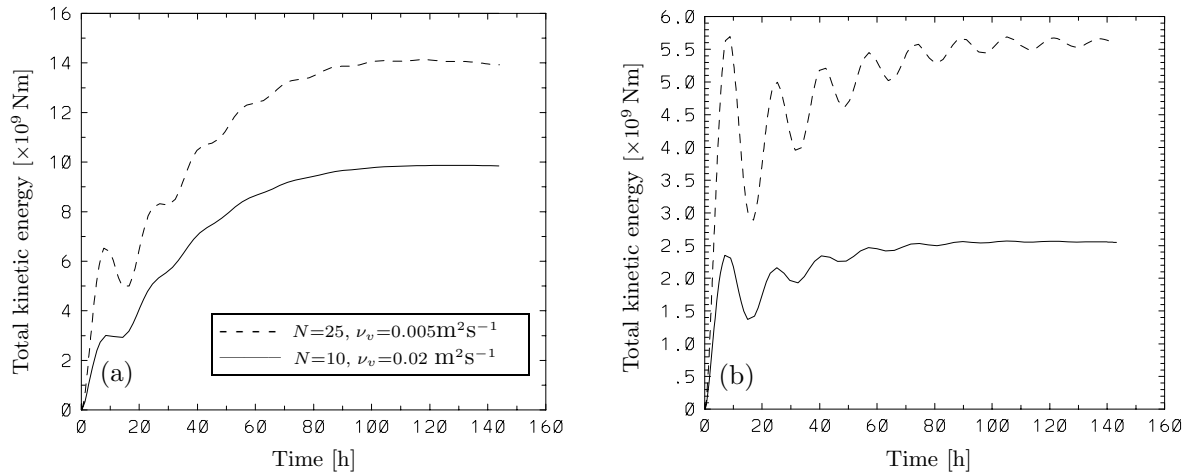 Total kinetic energy [×10⁹ Nm]
16
14
12
10
8
6
4
2
0
(a)
N=25, νᵥ=0.005m²s⁻¹
N=10, νᵥ=0.02 m²s⁻¹
0 20 40 60 80 100 120 140 160
Time [h]
Total kinetic energy [×10⁹ Nm]
6.0
5.5
5.0
4.5
4.0
3.5
3.0
2.5
2.0
1.5
1.0
.5
0
(b)
0 20 40 60 80 100 120 140 160
Time [h]